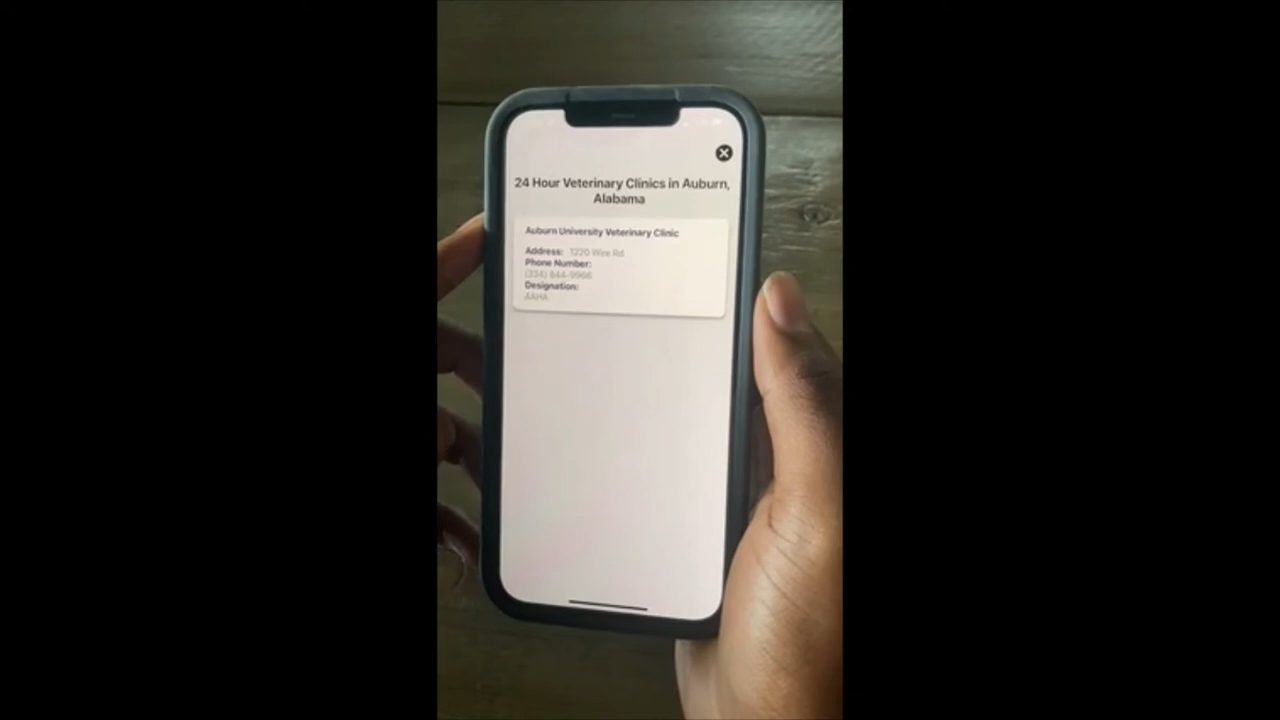 24 Hour Veterinary Clinics in Auburn,
Alabama
Auburn University Veterinary Clinic
Address: 1220 Wire Rd
Phone Number:
(334) 844-9966
Designation:
AAHA